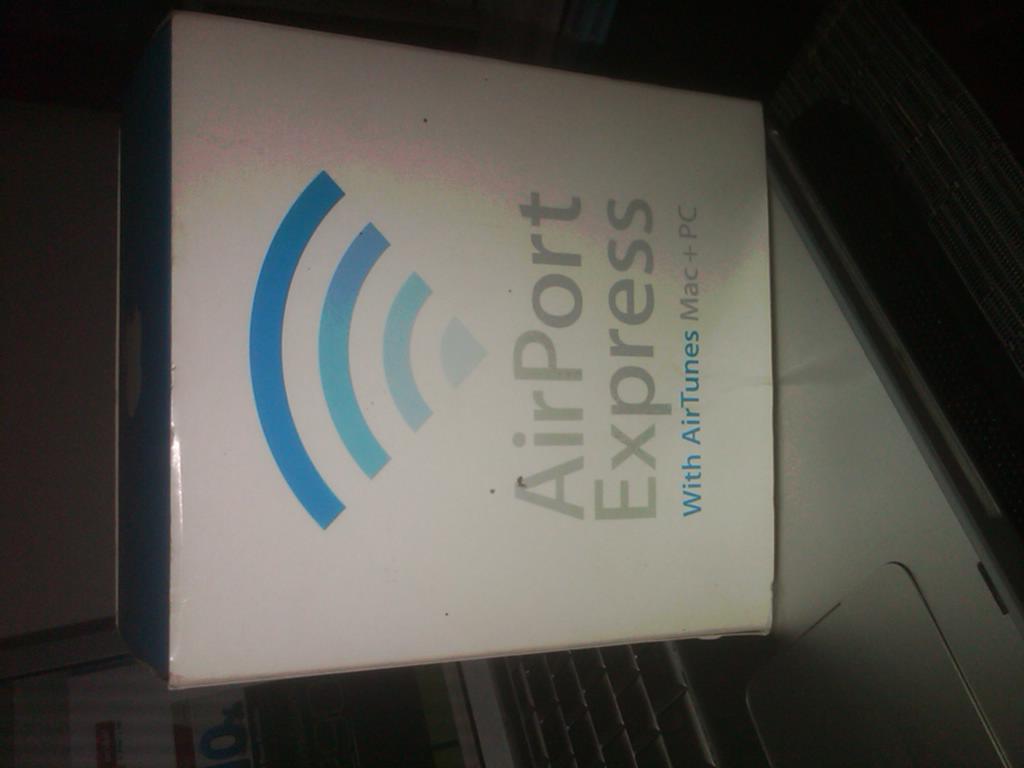 AirPort
Express
With AirTunes Mac + PC